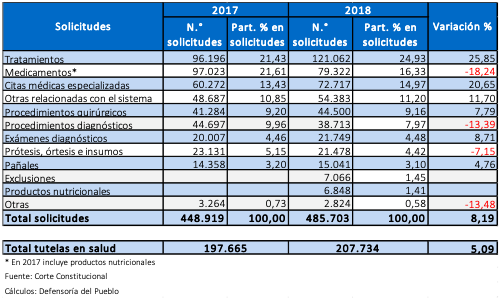 Solicitudes 2017 2018 Variación %
N.° solicitudes Part. % en solicitudes N.° solicitudes Part. % en solicitudes
Tratamientos 96.196 21,43 121.062 24,93 25,85
Medicamentos* 97.023 21,61 79.322 16,33 -18,24
Citas médicas especializadas 60.272 13,43 72.717 14,97 20,65
Otras relacionadas con el sistema 48.687 10,85 54.383 11,20 11,70
Procedimientos quirúrgicos 41.284 9,20 44.500 9,16 7,79
Procedimientos diagnósticos 44.697 9,96 38.713 7,97 -13,39
Exámenes diagnósticos 20.007 4,46 21.749 4,48 8,71
Prótesis, órtesis e insumos 23.131 5,15 21.478 4,42 -7,15
Pañales 14.358 3,20 15.041 3,10 4,76
Exclusiones 7.066 1,45
Productos nutricionales 6.848 1,41
Otras 3.264 0,73 2.824 0,58 -13,48
Total solicitudes 448.919 100,00 485.703 100,00 8,19
Total tutelas en salud 197.665 207.734 5,09
* En 2017 incluye productos nutricionales
Fuente: Corte Constitucional
Cálculos: Defensoría del Pueblo